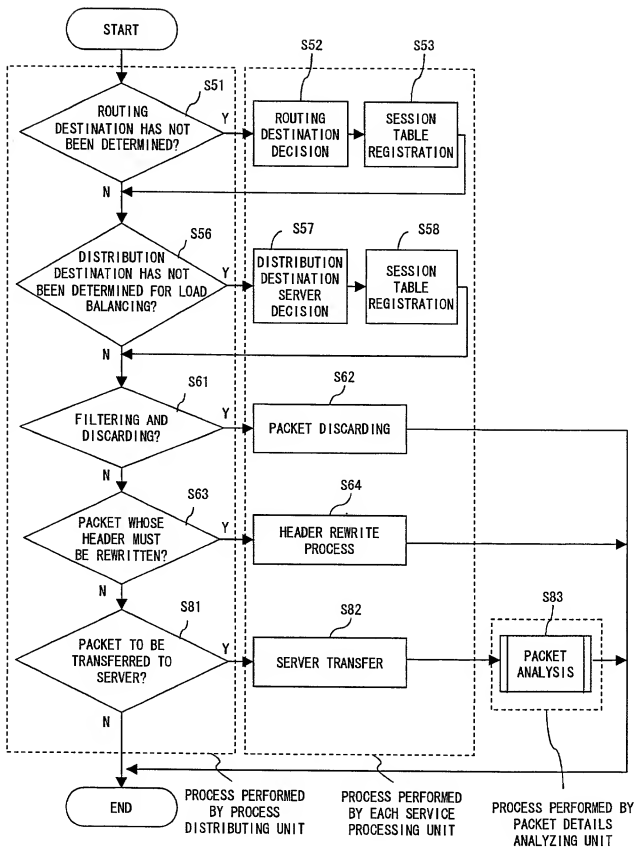 START
S51
S52
S53
ROUTING
DESTINATION HAS NOT
BEEN DETERMINED?
Y
ROUTING
DESTINATION
DECISION
SESSION
TABLE
REGISTRATION
N
S56
S57
S58
DISTRIBUTION
DESTINATION HAS NOT
BEEN DETERMINED FOR LOAD
BALANCING?
Y
DISTRIBUTION
DESTINATION
SERVER
DECISION
SESSION
TABLE
REGISTRATION
N
S61
S62
FILTERING AND
DISCARDING?
Y
PACKET DISCARDING
N
S63
S64
PACKET WHOSE
HEADER MUST
BE REWRITTEN?
Y
HEADER REWRITE
PROCESS
N
S81
S82
S83
PACKET TO BE
TRANSFERRED TO
SERVER?
Y
SERVER TRANSFER
PACKET
ANALYSIS
N
END
PROCESS PERFORMED
BY PROCESS
DISTRIBUTING UNIT
PROCESS PERFORMED
BY EACH SERVICE
PROCESSING UNIT
PROCESS PERFORMED BY
PACKET DETAILS
ANALYZING UNIT